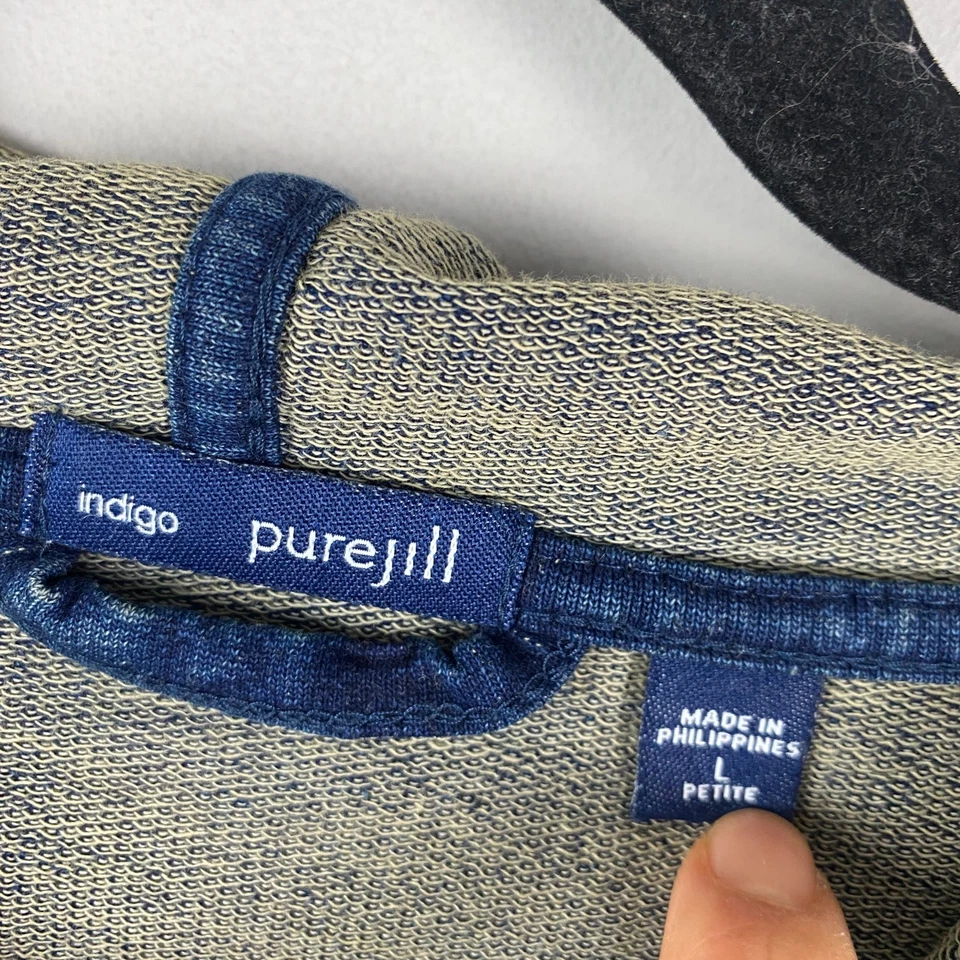 indigo purejill
MADE IN
PHILIPPINES
L
PETITE